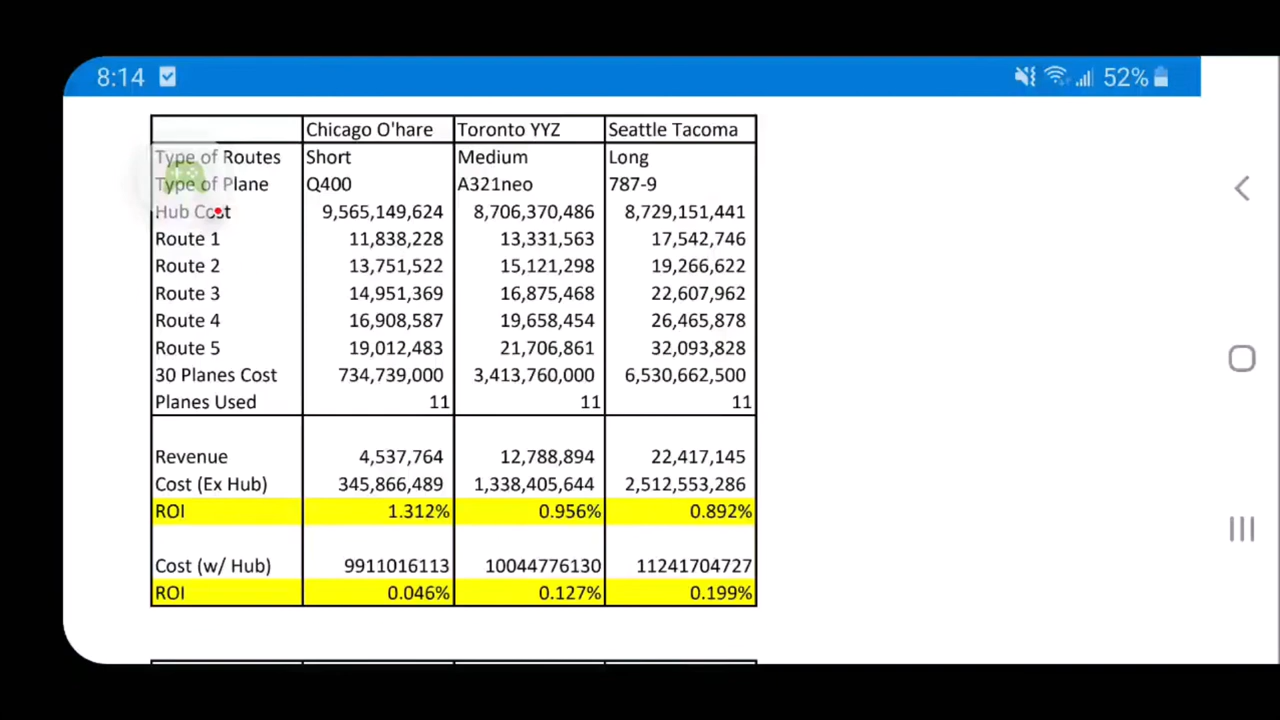 8:14 52%
Chicago O'hare Toronto YYZ Seattle Tacoma
Type of Routes Short Medium Long
Type of Plane Q400 A321neo 787-9
Hub Cost 9,565,149,624 8,706,370,486 8,729,151,441
Route 1 11,838,228 13,331,563 17,542,746
Route 2 13,751,522 15,121,298 19,266,622
Route 3 14,951,369 16,875,468 22,607,962
Route 4 16,908,587 19,658,454 26,465,878
Route 5 19,012,483 21,706,861 32,093,828
30 Planes Cost 734,739,000 3,413,760,000 6,530,662,500
Planes Used 11 11 11
Revenue 4,537,764 12,788,894 22,417,145
Cost (Ex Hub) 345,866,489 1,338,405,644 2,512,553,286
ROI 1.312% 0.956% 0.892%
Cost (w/ Hub) 9911016113 10044776130 11241704727
ROI 0.046% 0.127% 0.199%